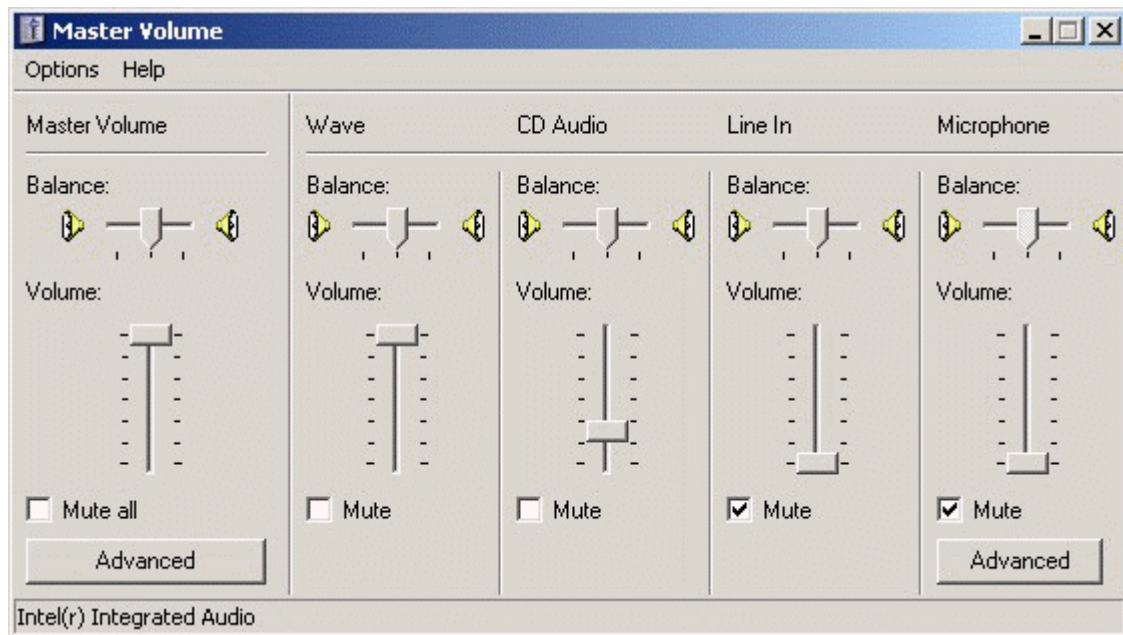 Master Volume
Options Help
Master Volume Wave CD Audio Line In Microphone
Balance: Balance: Balance: Balance: Balance:
Volume: Volume: Volume: Volume: Volume:
Mute all Mute Mute Mute Mute
Advanced Advanced
Intel(r) Integrated Audio